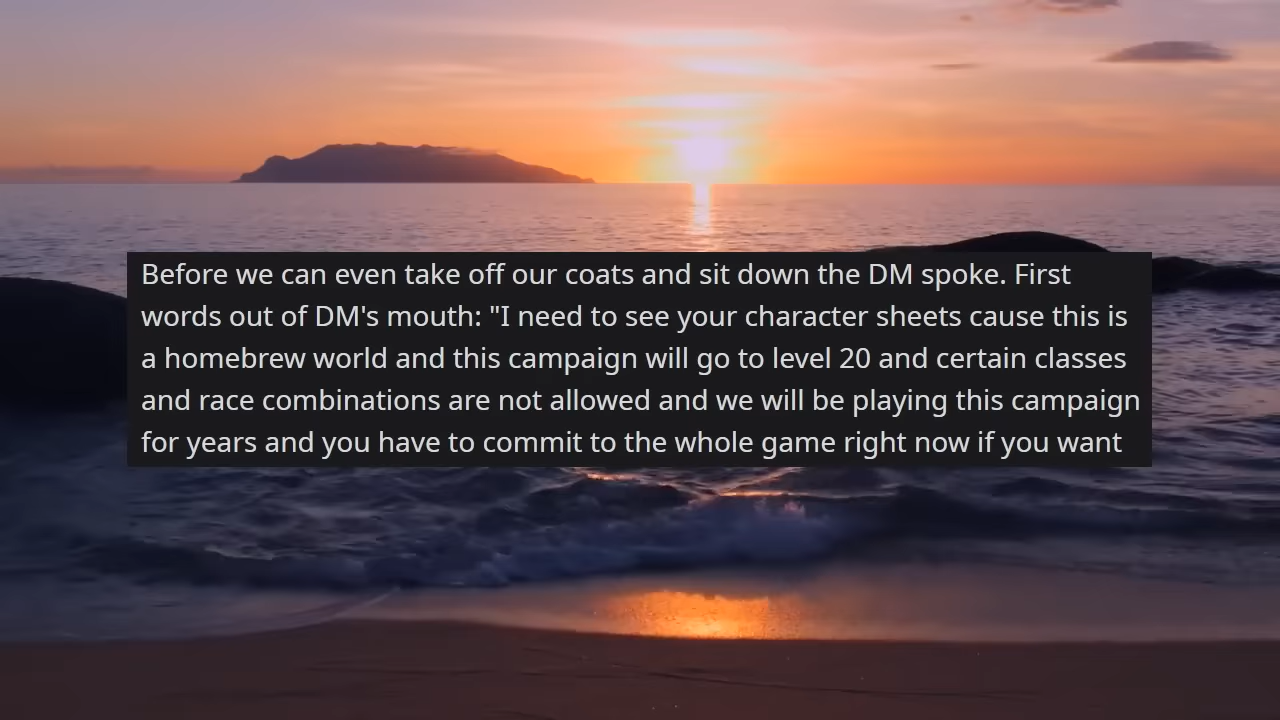 Before we can even take off our coats and sit down the DM spoke. First
words out of DM's mouth: "I need to see your character sheets cause this is
a homebrew world and this campaign will go to level 20 and certain classes
and race combinations are not allowed and we will be playing this campaign
for years and you have to commit to the whole game right now if you want